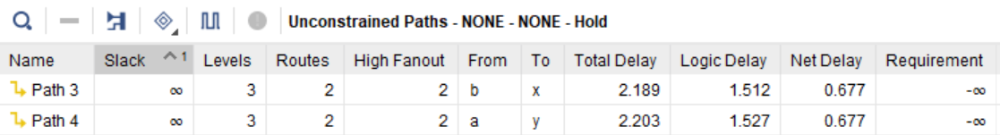 Unconstrained Paths - NONE - NONE - Hold
Name Slack ^1 Levels Routes High Fanout From To Total Delay Logic Delay Net Delay Requirement
Path 3 ∞ 3 2 2 b x 2.189 1.512 0.677 -∞
Path 4 ∞ 3 2 2 a y 2.203 1.527 0.677 -∞